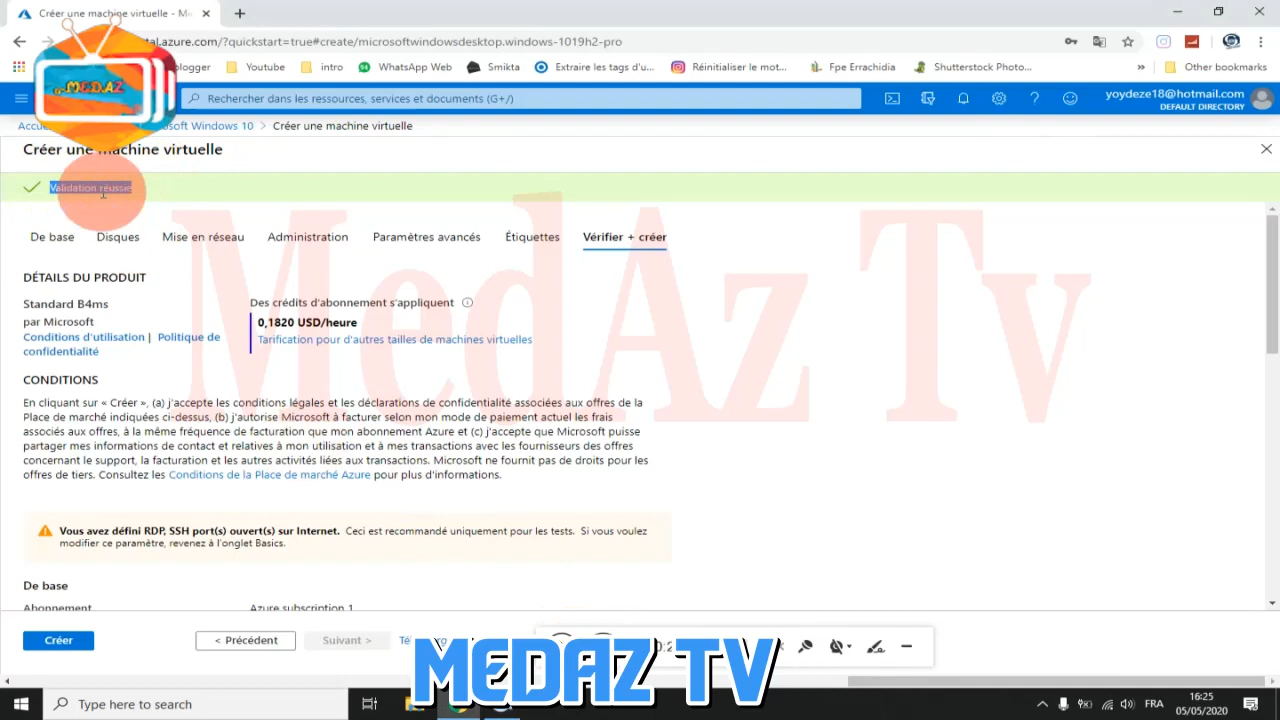 Créer une machine virtuelle - M
tal.azure.com/?quickstart=true#create/microsoftwindowsdesktop.windows-1019h2-pro
logger
Youtube
intro
WhatsApp Web
Smikta
Extraire les tags d'u...
Réinitialiser le mot...
Fpe Errachidia
Shutterstock Photo...
Other bookmarks
MED.AZ
Rechercher dans les ressources, services et documents (G+/)
yoydeze18@hotmail.com
DEFAULT DIRECTORY
Accue
osoft Windows 10 > Créer une machine virtuelle
Créer une machine virtuelle
Validation réussie
MedAz Tv
De base
Disques
Mise en réseau
Administration
Paramètres avancés
Étiquettes
Vérifier + créer
DÉTAILS DU PRODUIT
Standard B4ms
par Microsoft
Conditions d'utilisation | Politique de
confidentialité
Des crédits d'abonnement s'appliquent
0,1820 USD/heure
Tarification pour d'autres tailles de machines virtuelles
CONDITIONS
En cliquant sur « Créer », (a) j'accepte les conditions légales et les déclarations de confidentialité associées aux offres de la
Place de marché indiquées ci-dessus, (b) j'autorise Microsoft à facturer selon mon mode de paiement actuel les frais
associés aux offres, à la même fréquence de facturation que mon abonnement Azure et (c) j'accepte que Microsoft puisse
partager mes informations de contact et relatives à mon utilisation et à mes transactions avec les fournisseurs des offres
concernant le support, la facturation et les autres activités liées aux transactions. Microsoft ne fournit pas de droits pour les
offres de tiers. Consultez les Conditions de la Place de marché Azure pour plus d'informations.
Vous avez défini RDP, SSH port(s) ouvert(s) sur Internet. Ceci est recommandé uniquement pour les tests. Si vous voulez
modifier ce paramètre, revenez à l'onglet Basics.
De base
Abonnement
Azure subscription 1
Créer
< Précédent
Suivant >
MEDAZ TV
Type here to search
FRA
16:25
05/05/2020